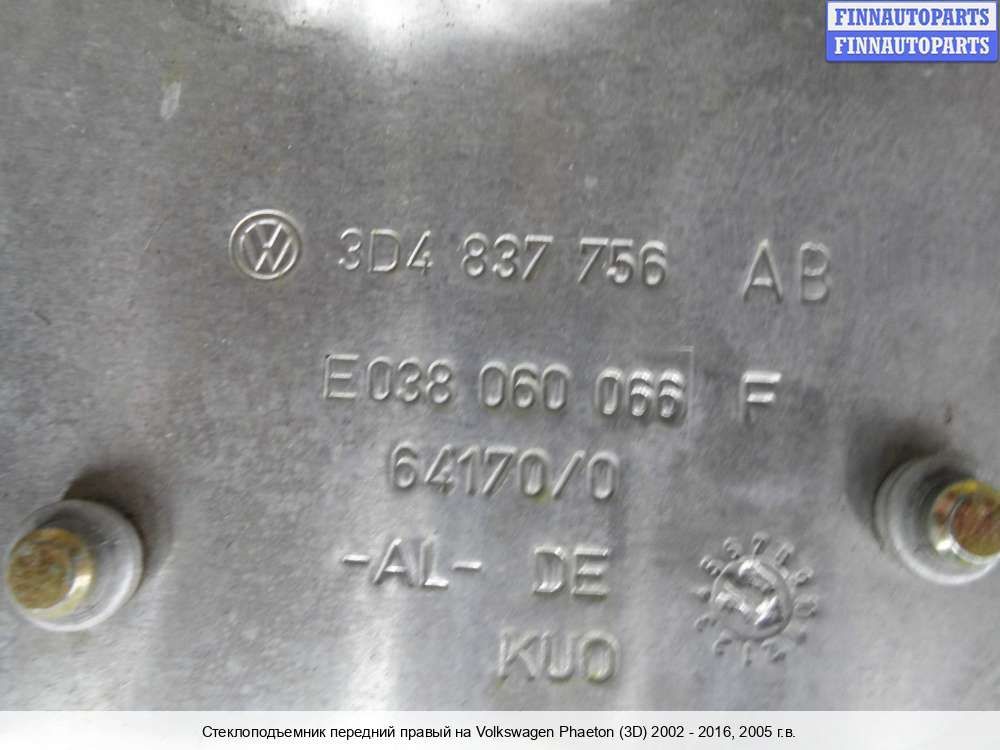 FINNAUTOPARTS
FINNAUTOPARTS
3D4 837 756 AB
E038 060 066 F
64170/0
-AL- DE
KUO
Стеклоподъемник передний правый на Volkswagen Phaeton (3D) 2002 - 2016, 2005 г.в.